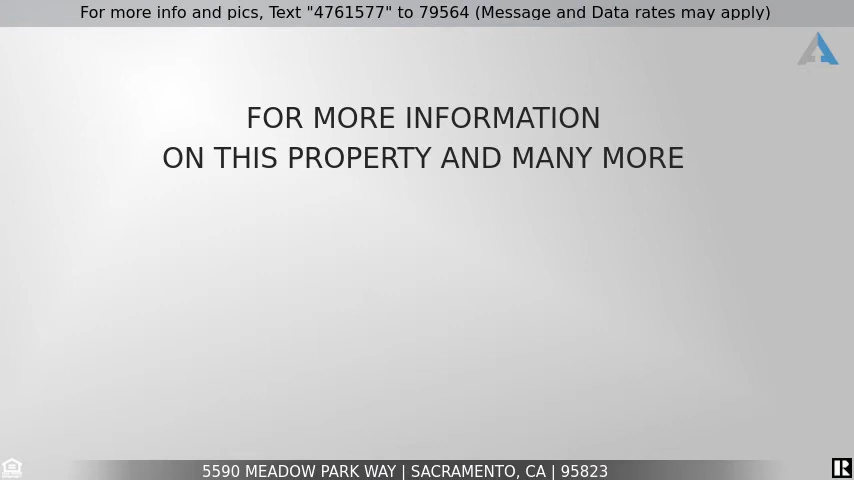 For more info and pics, Text "4761577" to 79564 (Message and Data rates may apply)
FOR MORE INFORMATION
ON THIS PROPERTY AND MANY MORE
5590 MEADOW PARK WAY | SACRAMENTO, CA | 95823